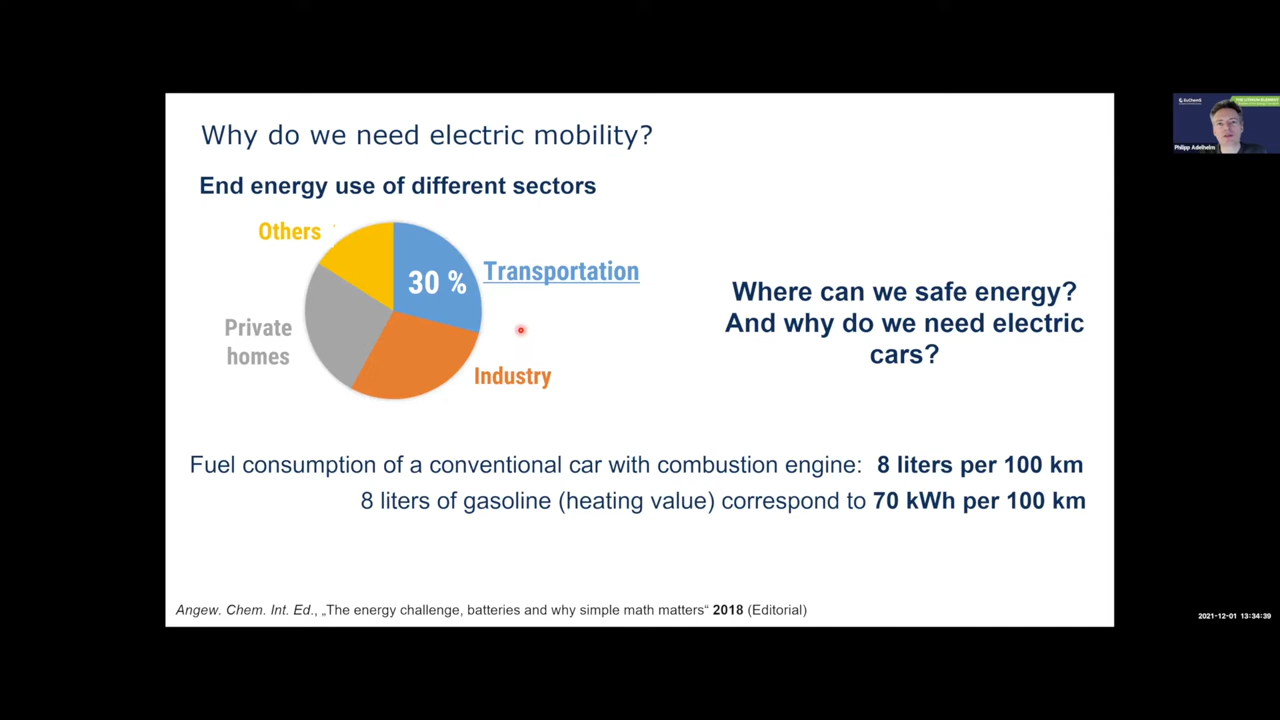 Why do we need electric mobility?
End energy use of different sectors
Others
30 %
Transportation
Private
homes
Industry
Where can we safe energy?
And why do we need electric
cars?
Fuel consumption of a conventional car with combustion engine: 8 liters per 100 km
8 liters of gasoline (heating value) correspond to 70 kWh per 100 km
Angew. Chem. Int. Ed., „The energy challenge, batteries and why simple math matters“ 2018 (Editorial)
EuChemS
THE LITHIUM ELEMENT
Philipp Adelhelm
2021-12-01 13:34:39